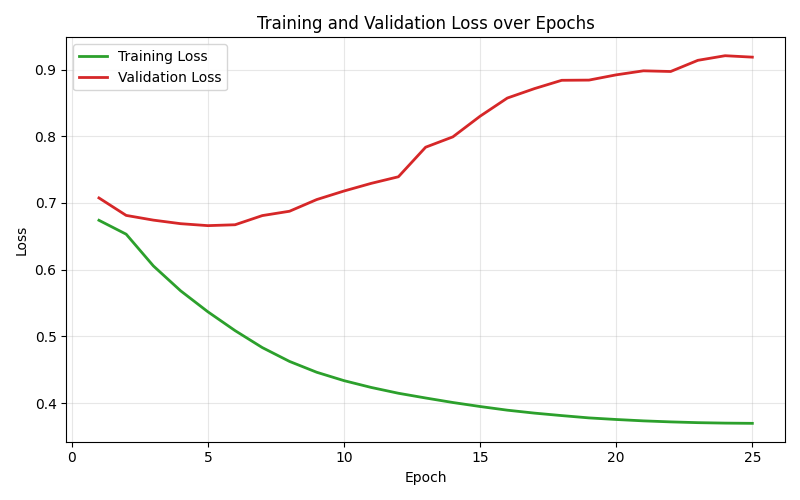 Training and Validation Loss over Epochs
Training Loss
Validation Loss
0.9
0.8
0.7
0.6
0.5
0.4
Loss
0 5 10 15 20 25
Epoch